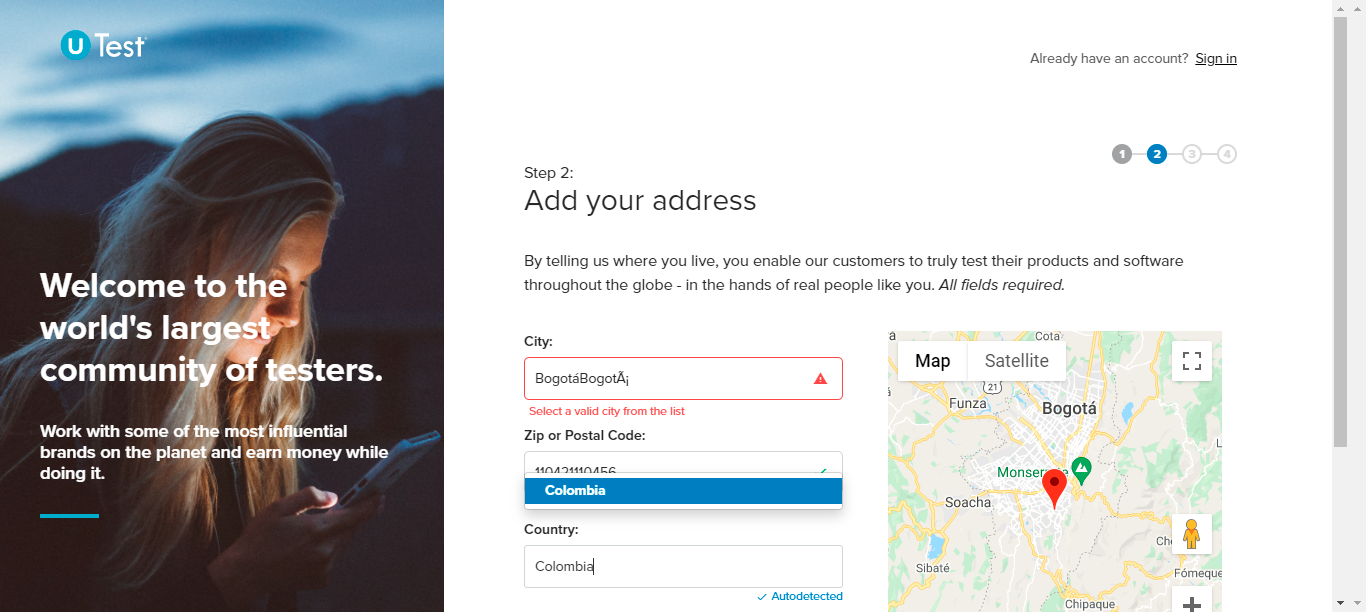 U Test
Already have an account? Sign in
1 2 3 4
Step 2:
Add your address
By telling us where you live, you enable our customers to truly test their products and software
throughout the globe - in the hands of real people like you. All fields required.
Welcome to the
world's largest
community of testers.
Work with some of the most influential
brands on the planet and earn money while
doing it.
City:
BogotáBogotÃ¡
Select a valid city from the list
Zip or Postal Code:
110421110456
Colombia
Country:
Colombia
Autodetected
Map Satellite
Cota
21
Funza
Bogotá
Soacha
Sibaté
Chipaque